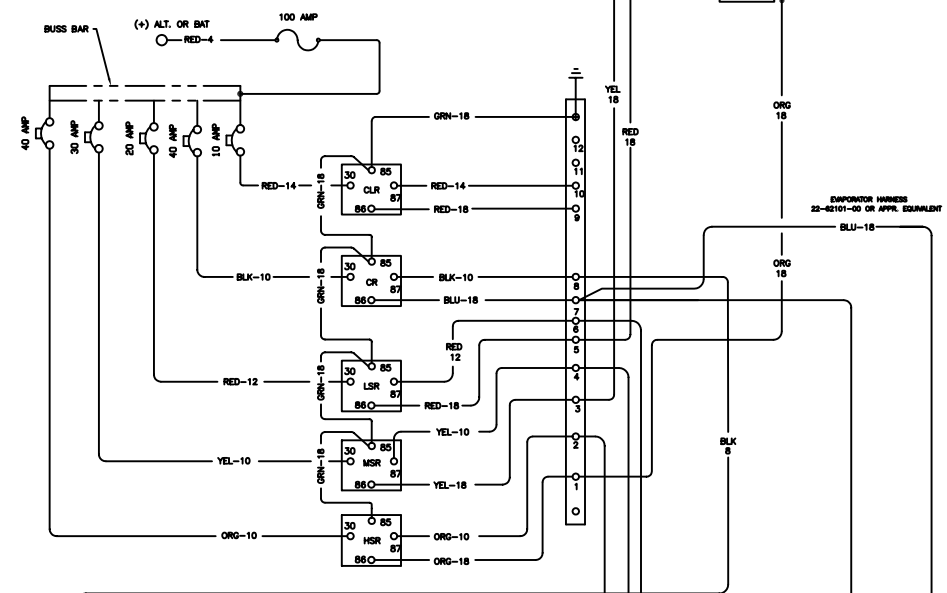 (+) ALT. OR BAT
100 AMP
BUSS BAR
RED-4
YEL
18
RED
18
ORG
18
40 AMP
30 AMP
20 AMP
40 AMP
10 AMP
GRN-18
12
11
10
9
RED-14
GRN-18
30
85
CLR
87
86
RED-14
RED-18
EVAPORATOR HARNESS
22-62101-00 OR APPR. EQUIVALENT
BLU-18
BLK-10
GRN-18
30
85
CR
87
86
BLK-10
BLU-18
8
7
6
5
ORG
18
RED
12
RED-12
GRN-18
30
85
LSR
87
86
RED-18
4
3
YEL-10
YEL-10
GRN-18
30
85
MSR
87
86
YEL-18
2
1
BLK
8
ORG-10
30
85
HSR
87
86
ORG-10
ORG-18